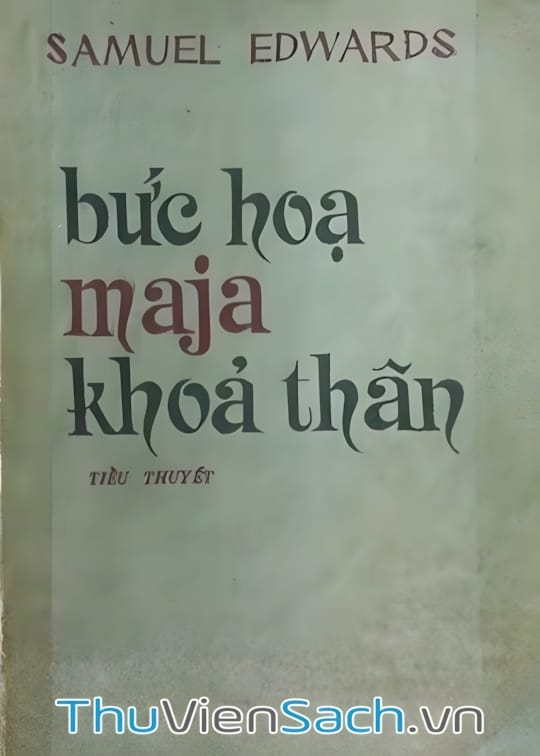 SAMUEL EDWARDS
bức hoạ
maja
khoả thân
TIỂU THUYẾT
ThuVienSach.vn